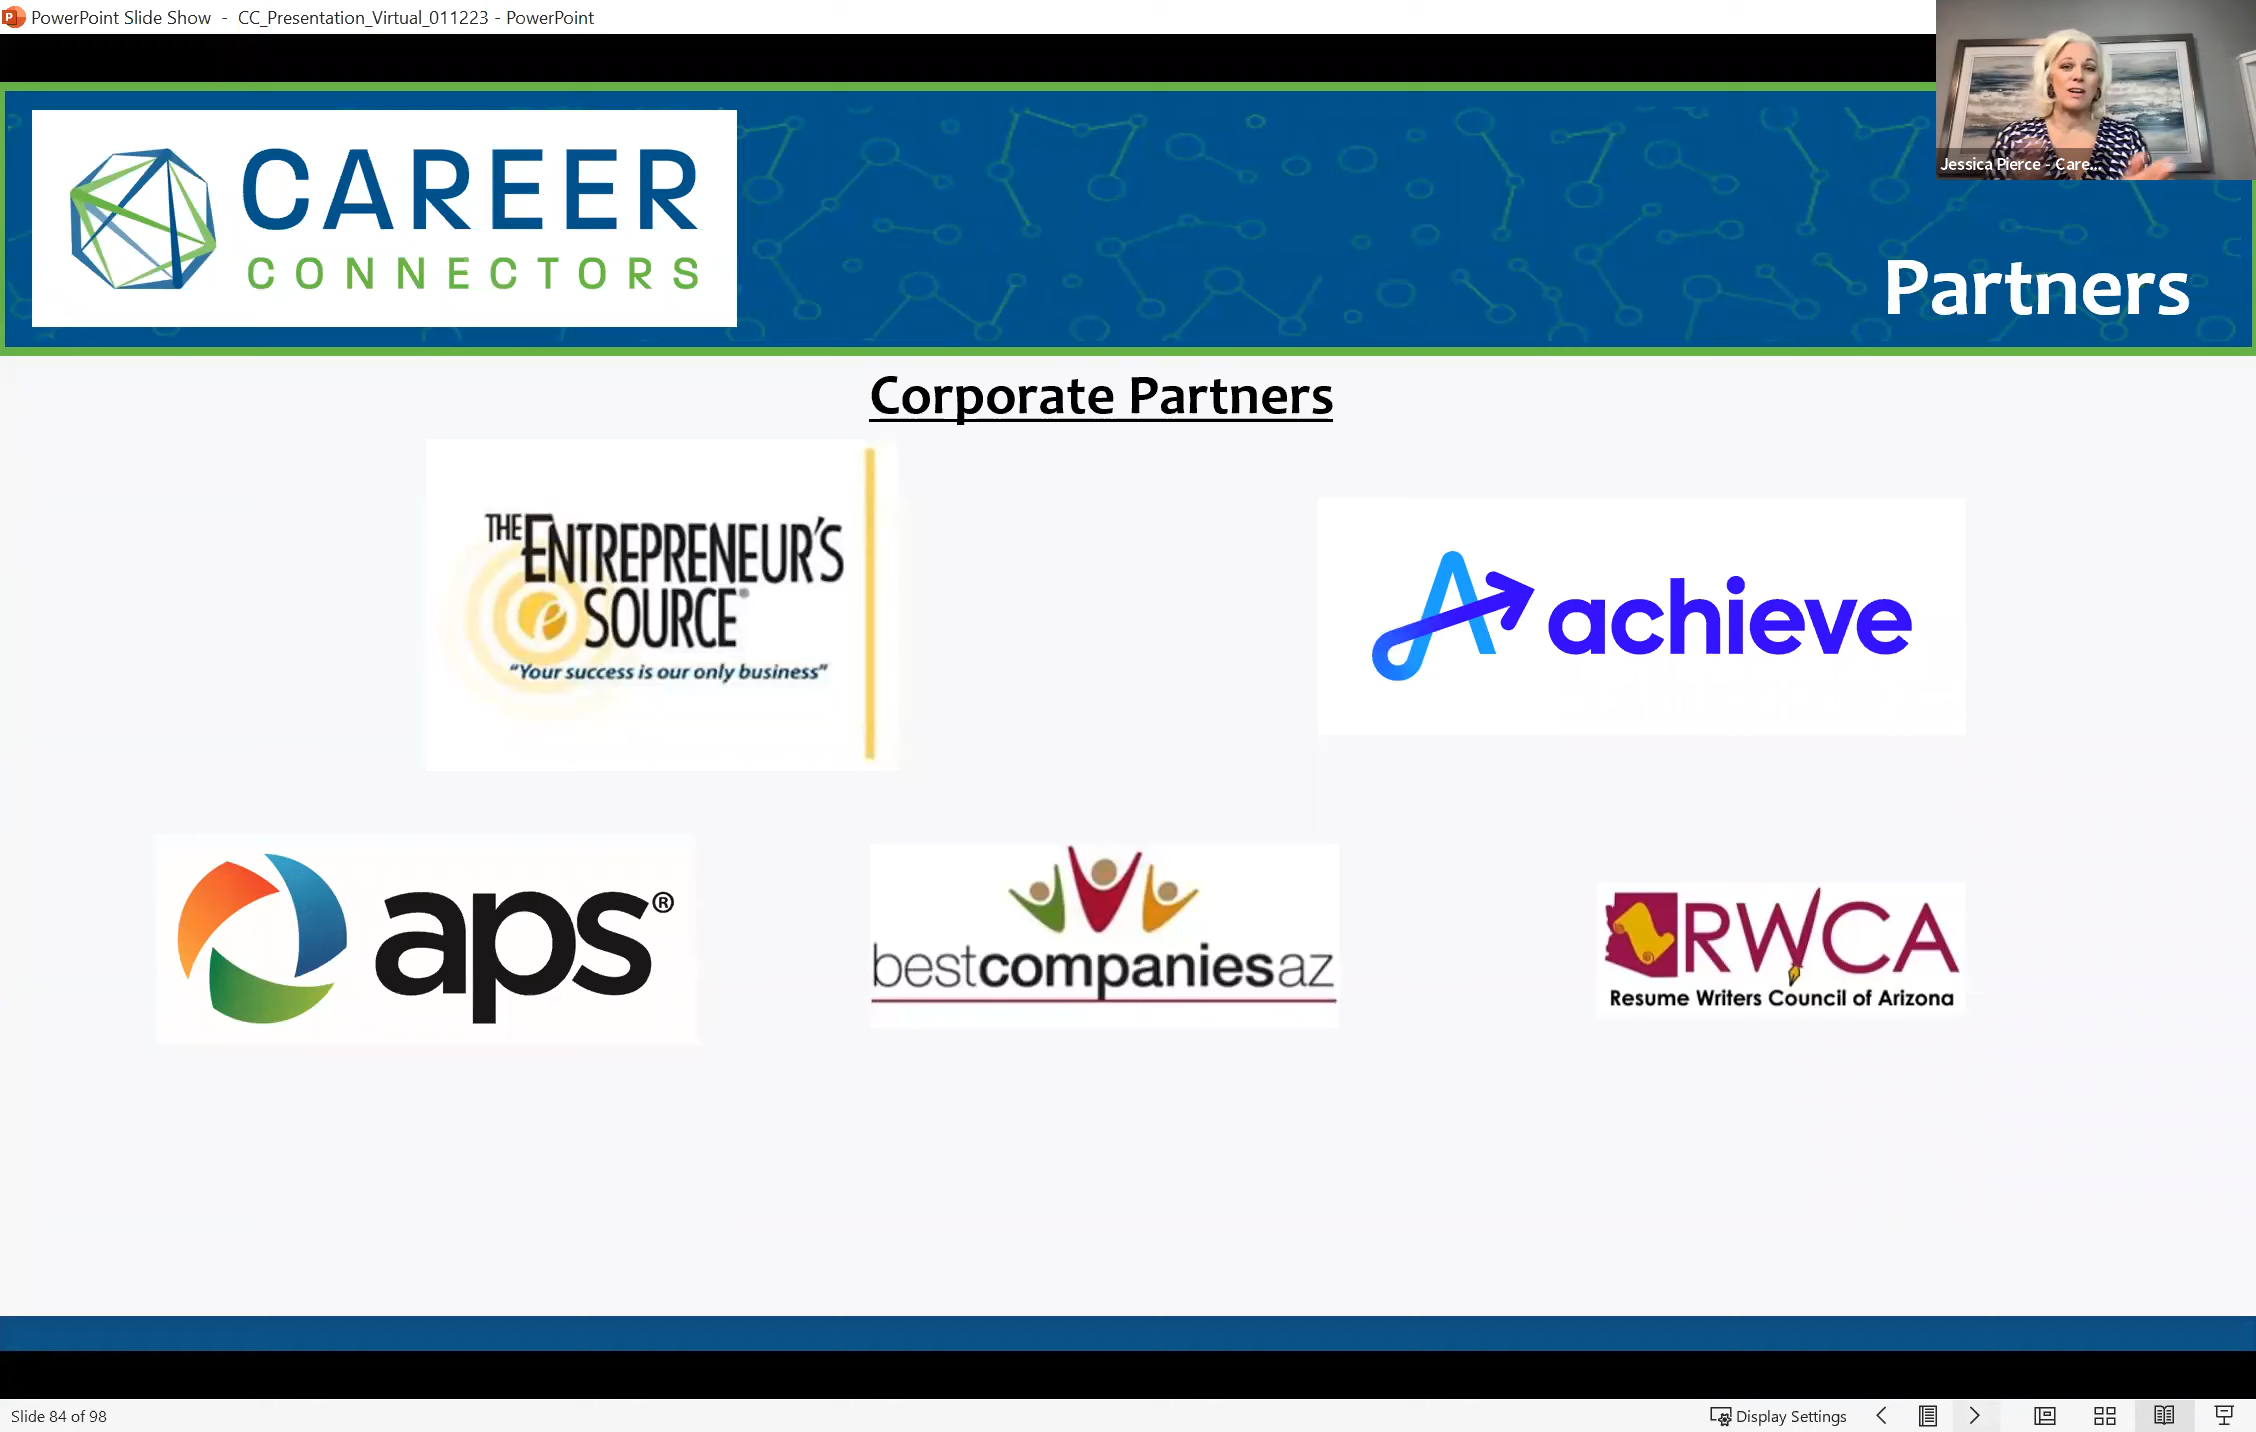 PowerPoint Slide Show - CC_Presentation_Virtual_011223 - PowerPoint
Jessica Pierce - Care...
CAREER
CONNECTORS
Partners
Corporate Partners
THE ENTREPRENEUR'S
SOURCE®
"Your success is our only business"
achieve
aps®
bestcompaniesaz
RWCA
Resume Writers Council of Arizona
Slide 84 of 98
Display Settings